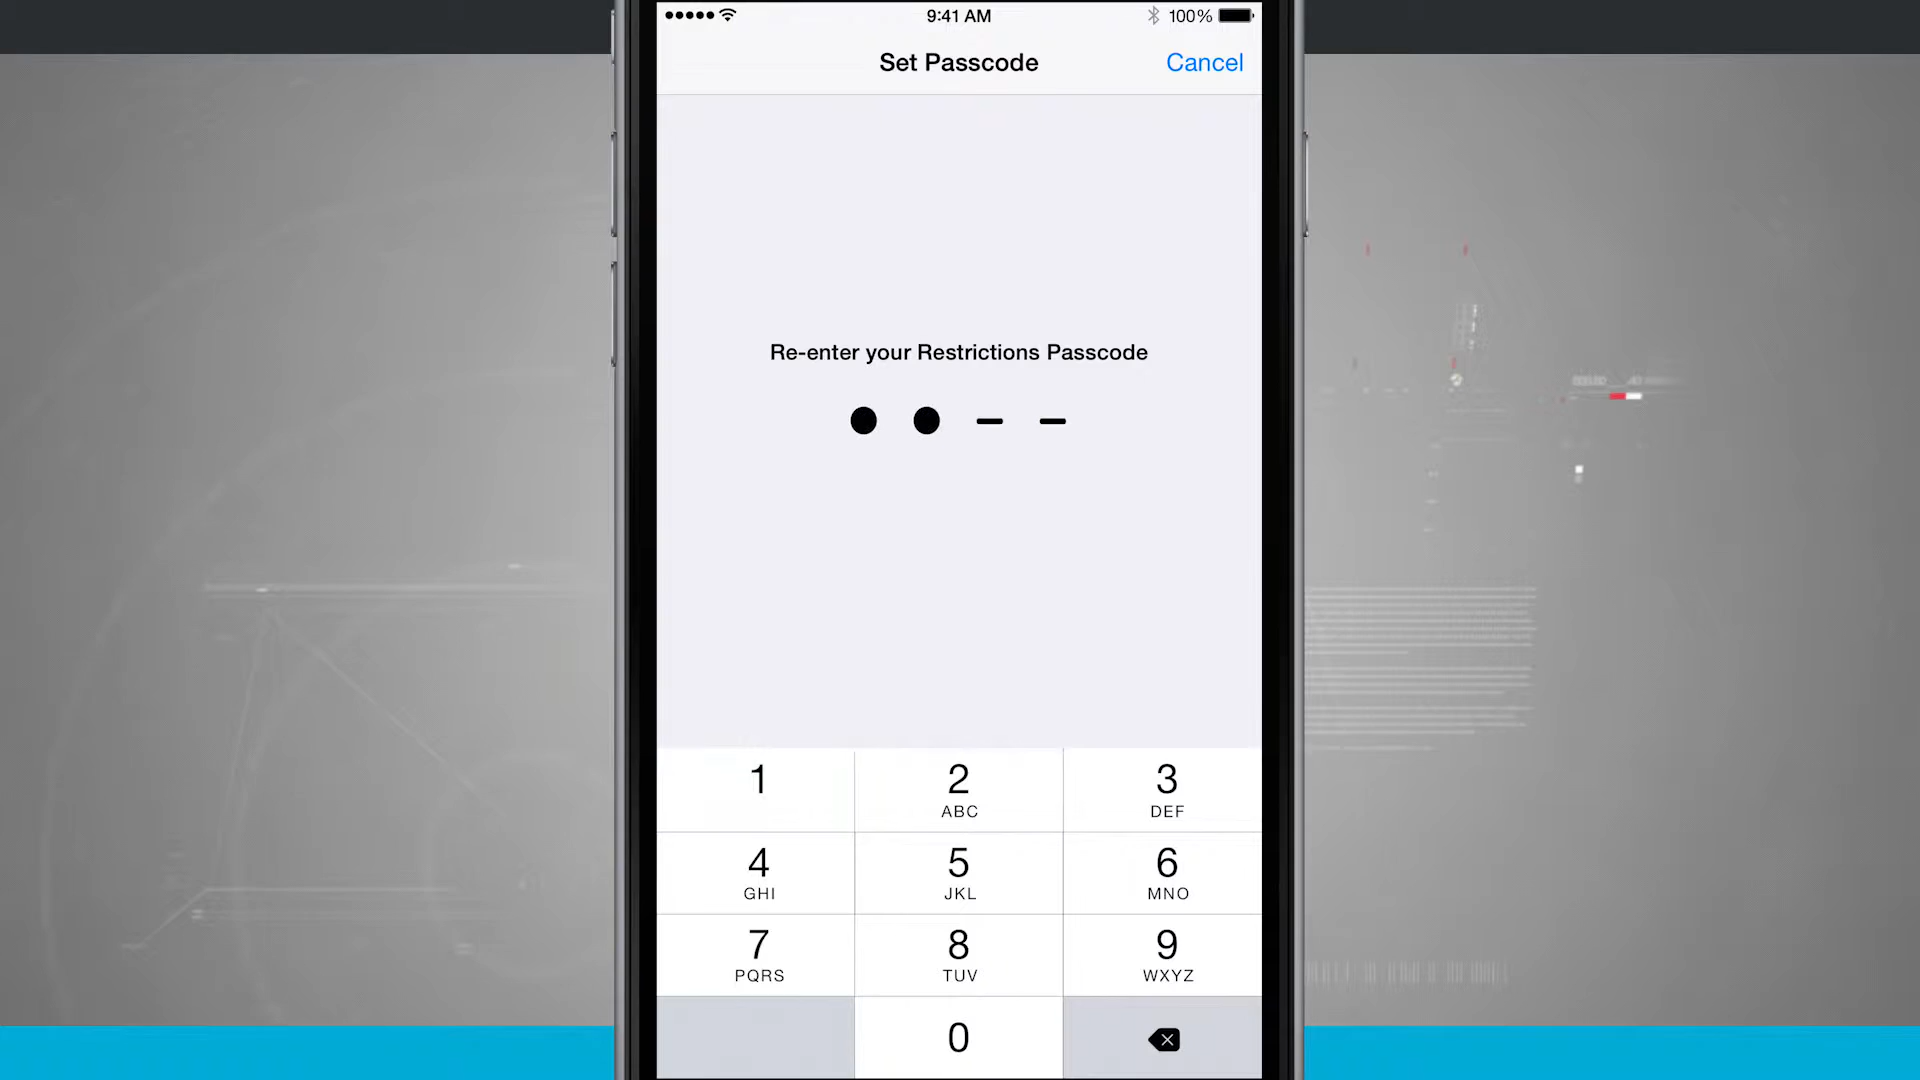 9:41 AM
100%
Set Passcode
Cancel
Re-enter your Restrictions Passcode
1
2
3
ABC
DEF
4
5
6
GHI
JKL
MNO
7
8
9
PQRS
TUV
WXYZ
0